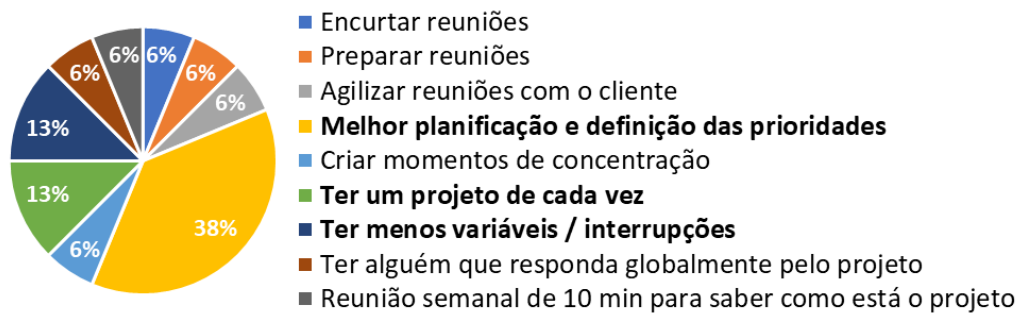 Encurtar reuniões
Preparar reuniões
Agilizar reuniões com o cliente
Melhor planificação e definição das prioridades
Criar momentos de concentração
Ter um projeto de cada vez
Ter menos variáveis / interrupções
Ter alguém que responda globalmente pelo projeto
Reunião semanal de 10 min para saber como está o projeto
6%
6%
6%
38%
6%
13%
13%
6%
6%